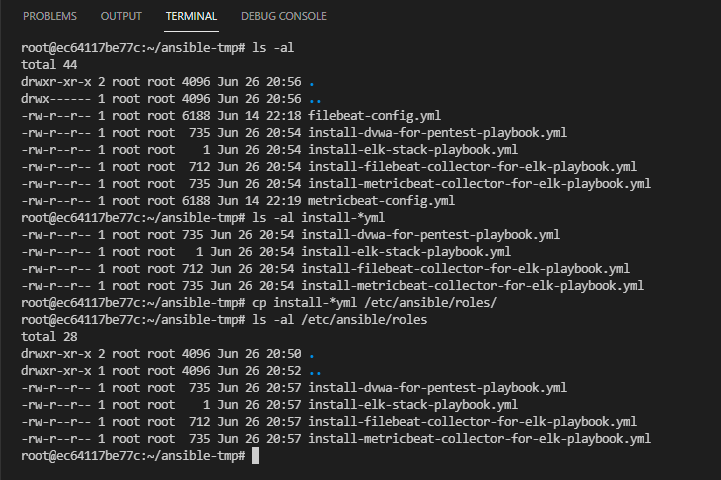 PROBLEMS OUTPUT TERMINAL DEBUG CONSOLE
root@ec64117be77c:~/ansible-tmp# ls -al
total 44
drwxr-xr-x 2 root root 4096 Jun 26 20:56 .
drwx------ 1 root root 4096 Jun 26 20:56 ..
-rw-r--r-- 1 root root 6188 Jun 14 22:18 filebeat-config.yml
-rw-r--r-- 1 root root  735 Jun 26 20:54 install-dvwa-for-pentest-playbook.yml
-rw-r--r-- 1 root root    1 Jun 26 20:54 install-elk-stack-playbook.yml
-rw-r--r-- 1 root root  712 Jun 26 20:54 install-filebeat-collector-for-elk-playbook.yml
-rw-r--r-- 1 root root  735 Jun 26 20:54 install-metricbeat-collector-for-elk-playbook.yml
-rw-r--r-- 1 root root 6188 Jun 14 22:19 metricbeat-config.yml
root@ec64117be77c:~/ansible-tmp# ls -al install-*yml
-rw-r--r-- 1 root root 735 Jun 26 20:54 install-dvwa-for-pentest-playbook.yml
-rw-r--r-- 1 root root   1 Jun 26 20:54 install-elk-stack-playbook.yml
-rw-r--r-- 1 root root 712 Jun 26 20:54 install-filebeat-collector-for-elk-playbook.yml
-rw-r--r-- 1 root root 735 Jun 26 20:54 install-metricbeat-collector-for-elk-playbook.yml
root@ec64117be77c:~/ansible-tmp# cp install-*yml /etc/ansible/roles/
root@ec64117be77c:~/ansible-tmp# ls -al /etc/ansible/roles
total 28
drwxr-xr-x 2 root root 4096 Jun 26 20:50 .
drwxr-xr-x 1 root root 4096 Jun 26 20:52 ..
-rw-r--r-- 1 root root  735 Jun 26 20:57 install-dvwa-for-pentest-playbook.yml
-rw-r--r-- 1 root root    1 Jun 26 20:57 install-elk-stack-playbook.yml
-rw-r--r-- 1 root root  712 Jun 26 20:57 install-filebeat-collector-for-elk-playbook.yml
-rw-r--r-- 1 root root  735 Jun 26 20:57 install-metricbeat-collector-for-elk-playbook.yml
root@ec64117be77c:~/ansible-tmp#